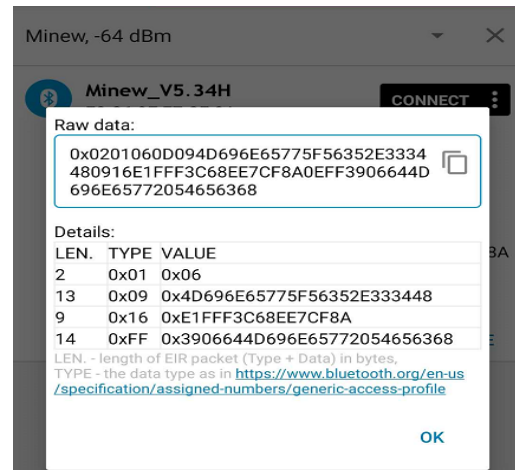 Minew, -64 dBm
Minew_V5.34H
CONNECT
Raw data:
0x0201060D094D696E65775F56352E3334
480916E1FFF3C68EE7CF8A0EFF3906644D
696E65772054656368
Details:
8A
LEN. TYPE VALUE
2 0x01 0x06
13 0x09 0x4D696E65775F56352E333448
9 0x16 0xE1FFF3C68EE7CF8A
14 0xFF 0x3906644D696E65772054656368
LEN. - length of EIR packet (Type + Data) in bytes,
TYPE - the data type as in https://www.bluetooth.org/en-us
/specification/assigned-numbers/generic-access-profile
OK